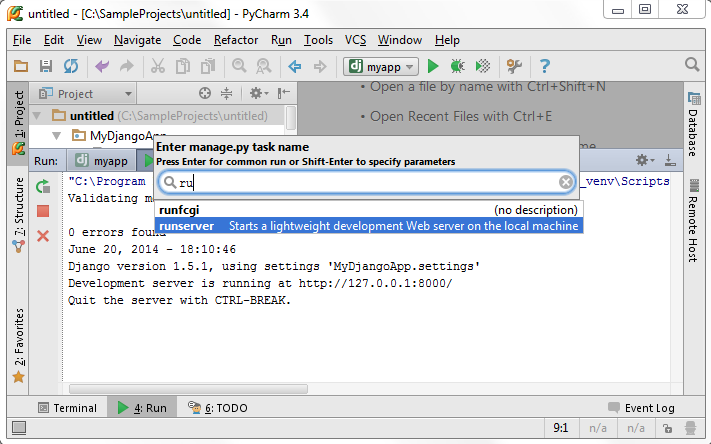 untitled - [C:\SampleProjects\untitled] - PyCharm 3.4
File Edit View Navigate Code Refactor Run Tools VCS Window Help
myapp
• Open a file by name with Ctrl+Shift+N
• Open Recent Files with Ctrl+E
1: Project
Project
untitled (C:\SampleProjects\untitled)
MyDjangoApp
Database
Remote Host
Run: myapp
Enter manage.py task name
Press Enter for common run or Shift-Enter to specify parameters
ru
runfcgi (no description)
runserver Starts a lightweight development Web server on the local machine
"C:\Program _venv\Scripts
Validating m
0 errors found
June 20, 2014 - 18:10:46
Django version 1.5.1, using settings 'MyDjangoApp.settings'
Development server is running at http://127.0.0.1:8000/
Quit the server with CTRL-BREAK.
7: Structure
2: Favorites
Terminal 4: Run 6: TODO Event Log
9:1 n/a n/a